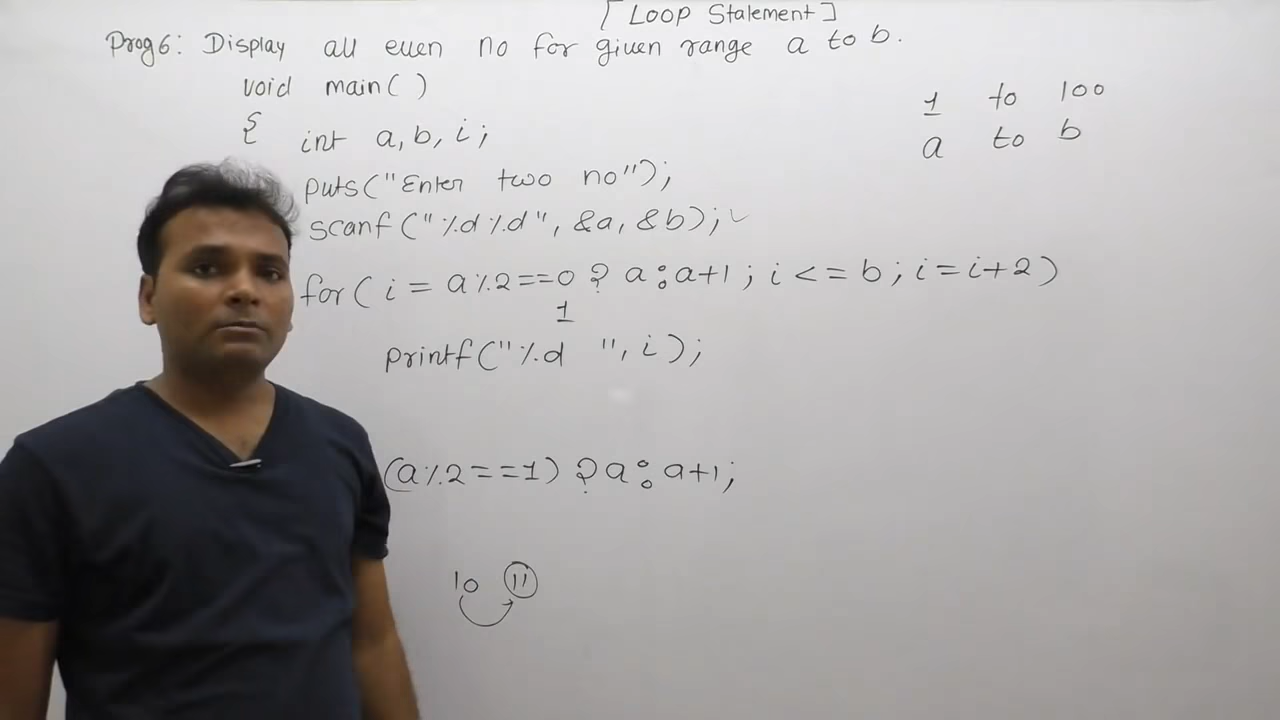 [Loop Statement]
Prog6: Display all even no for given range a to b.
void main( )
1 to 100
{ int a, b, i;
a to b
puts("Enter two no");
scanf("%d%d", &a, &b);
for( i = a%2==0 ? a:a+1; i <= b; i=i+2)
1
printf("%d ", i);
(a%2==1) ? a: a+1;
10 11